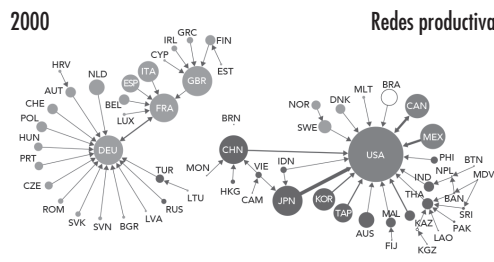 2000
Redes productiva
GRC
IRL
FIN
CYP
EST
HRV
ITA
GBR
NLD
ESP
AUT
BEL
FRA
CHE
LUX
POL
HUN
DEU
PRT
TUR
CZE
LTU
RUS
ROM
LVA
SVK
SVN
BGR
BRA
MLT
DNK
NOR
CAN
SWE
MEX
BRN
CHN
USA
PHI
BTN
VIE
IDN
NPL
MDV
MON
IND
THA
BAN
HKG
CAM
JPN
KOR
TAP
MAL
SRI
KAZ
PAK
AUS
LAO
FIJ
KGZ